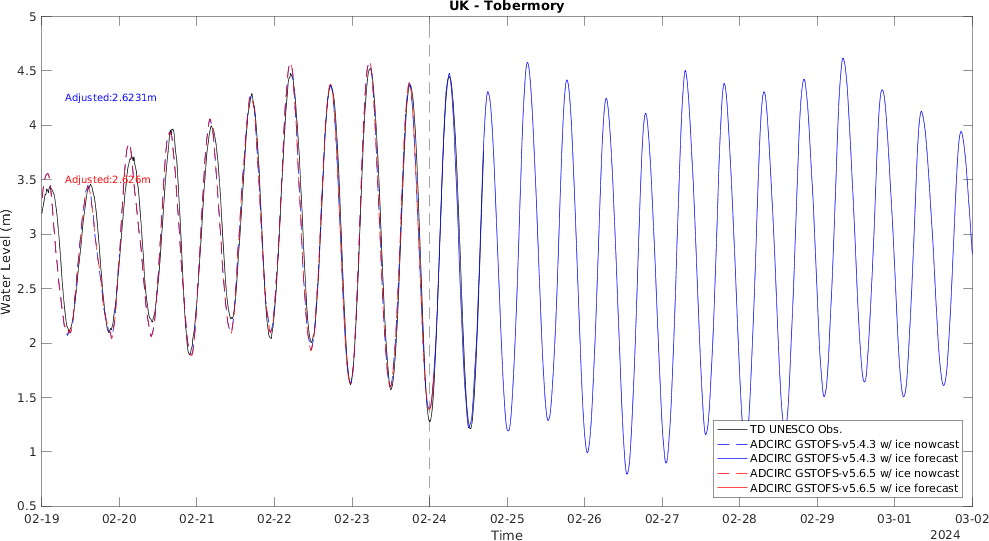 UK - Tobermory
5
4.5
4
3.5
3
2.5
2
1.5
1
0.5
Water Level (m)
Adjusted:2.6231m
Adjusted:2.626m
TD UNESCO Obs.
ADCIRC GSTOFS-v5.4.3 w/ ice nowcast
ADCIRC GSTOFS-v5.4.3 w/ ice forecast
ADCIRC GSTOFS-v5.6.5 w/ ice nowcast
ADCIRC GSTOFS-v5.6.5 w/ ice forecast
02-19 02-20 02-21 02-22 02-23 02-24 02-25 02-26 02-27 02-28 02-29 03-01 03-02
Time
2024